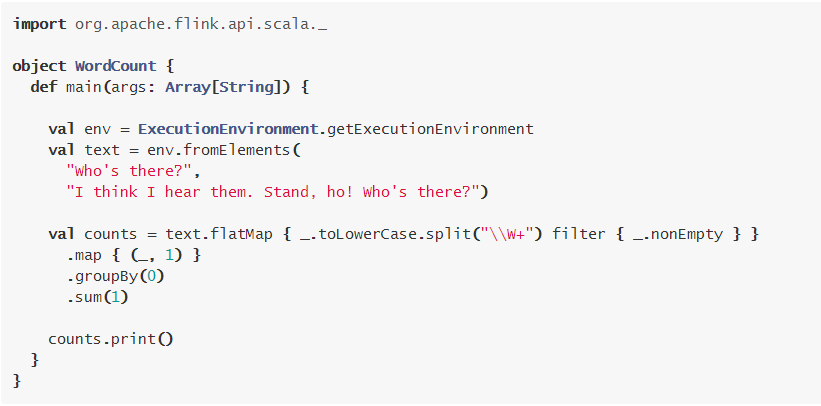 import org.apache.flink.api.scala._
object WordCount {
def main(args: Array[String]) {
val env = ExecutionEnvironment.getExecutionEnvironment
val text = env.fromElements(
"Who's there?",
"I think I hear them. Stand, ho! Who's there?")
val counts = text.flatMap { _.toLowerCase.split("\\W+") filter { _.nonEmpty } }
.map { (_, 1) }
.groupBy(0)
.sum(1)
counts.print()
}
}